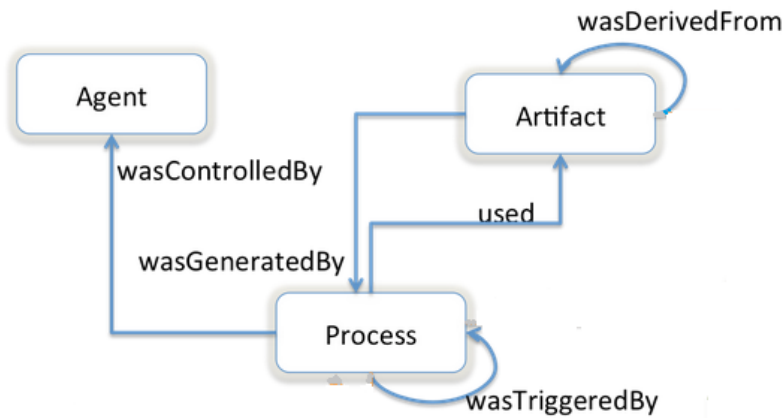 wasDerivedFrom
Agent
Artifact
wasControlledBy
used
wasGeneratedBy
Process
wasTriggeredBy